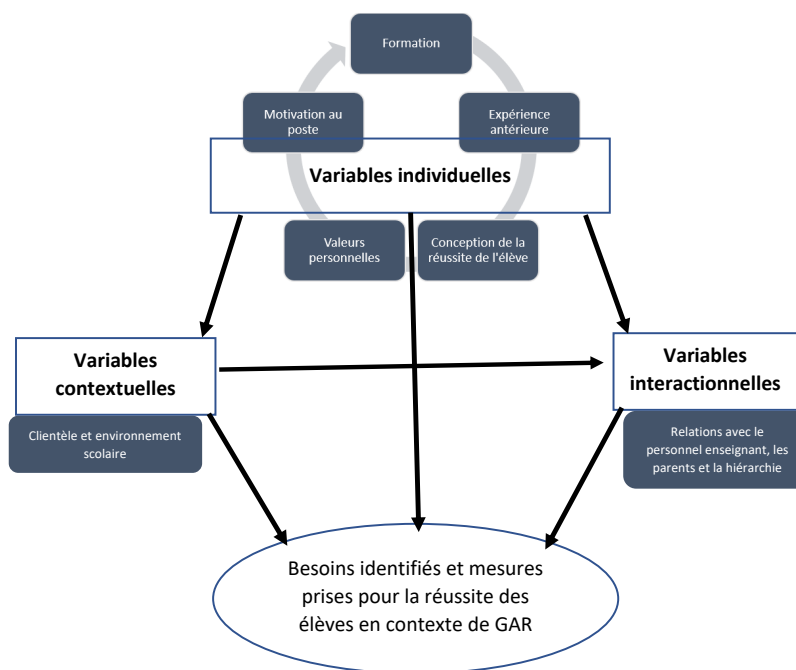 Formation
Motivation au
poste
Expérience
antérieure
Variables individuelles
Valeurs
personnelles
Conception de la
réussite de l'élève
Variables
contextuelles
Clientèle et environnement
scolaire
Variables
interactionnelles
Relations avec le
personnel enseignant, les
parents et la hiérarchie
Besoins identifiés et mesures
prises pour la réussite des
élèves en contexte de GAR